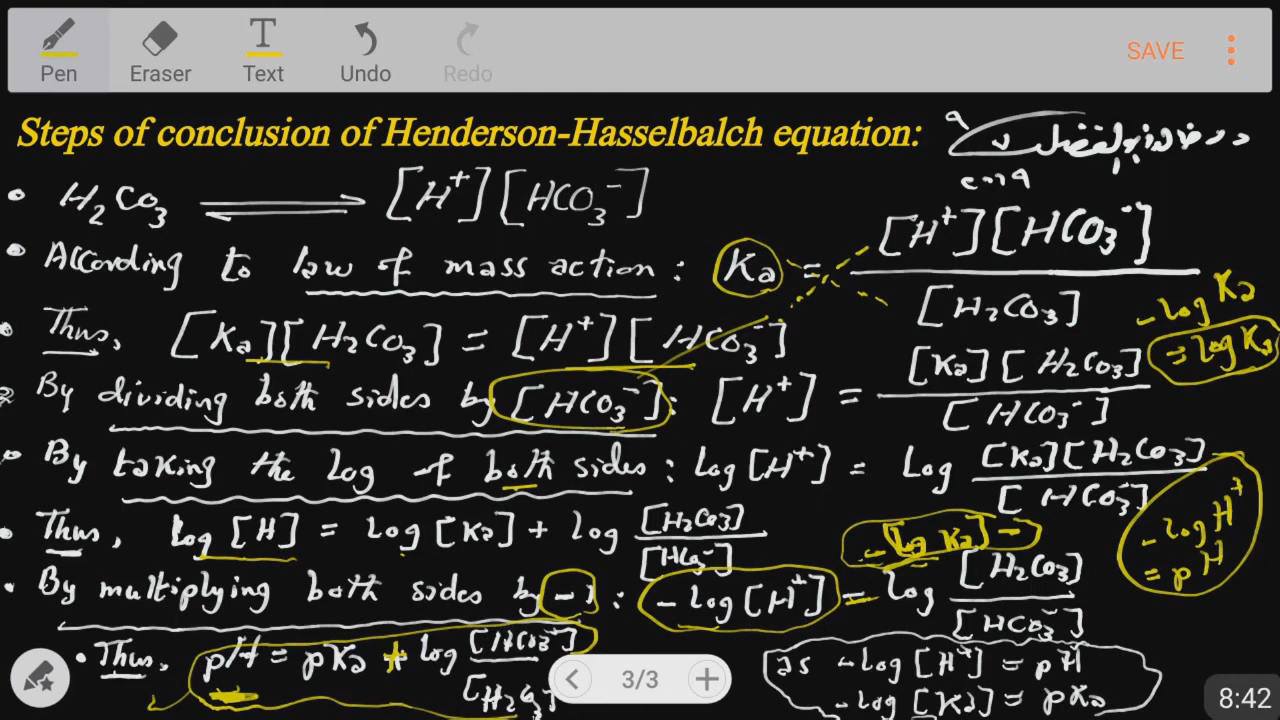 Pen Eraser Text Undo Redo SAVE
Steps of conclusion of Henderson-Hasselbalch equation:
• H₂CO₃ ⇌ [H⁺][HCO₃⁻]
• According to law of mass action: Ka = [H⁺][HCO₃⁻] / [H₂CO₃]
- log Ka
= log Ka
• Thus, [Ka][H₂CO₃] = [H⁺][HCO₃⁻]
By dividing both sides by [HCO₃⁻]: [H⁺] = [Ka][H₂CO₃] / [HCO₃⁻]
• By taking the log of both sides: log[H⁺] = log [Ka][H₂CO₃] / [HCO₃⁻]
• Thus, log [H] = log [Ka] + log [H₂CO₃] / [HCO₃⁻]
- log H⁺
= pH
• By multiplying both sides by -1: -log[H⁺] = - [log Ka] - log [H₂CO₃] / [HCO₃⁻]
• Thus, pH = pKa + log [HCO₃⁻] / [H₂CO₃]
as -log [H⁺] = pH
-log [Ka] = pKa
3/3
8:42